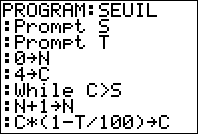 PROGRAM:SEUIL
:Prompt S
:Prompt T
:0→N
:4→C
:While C>S
:N+1→N
:C*(1-T/100)→C